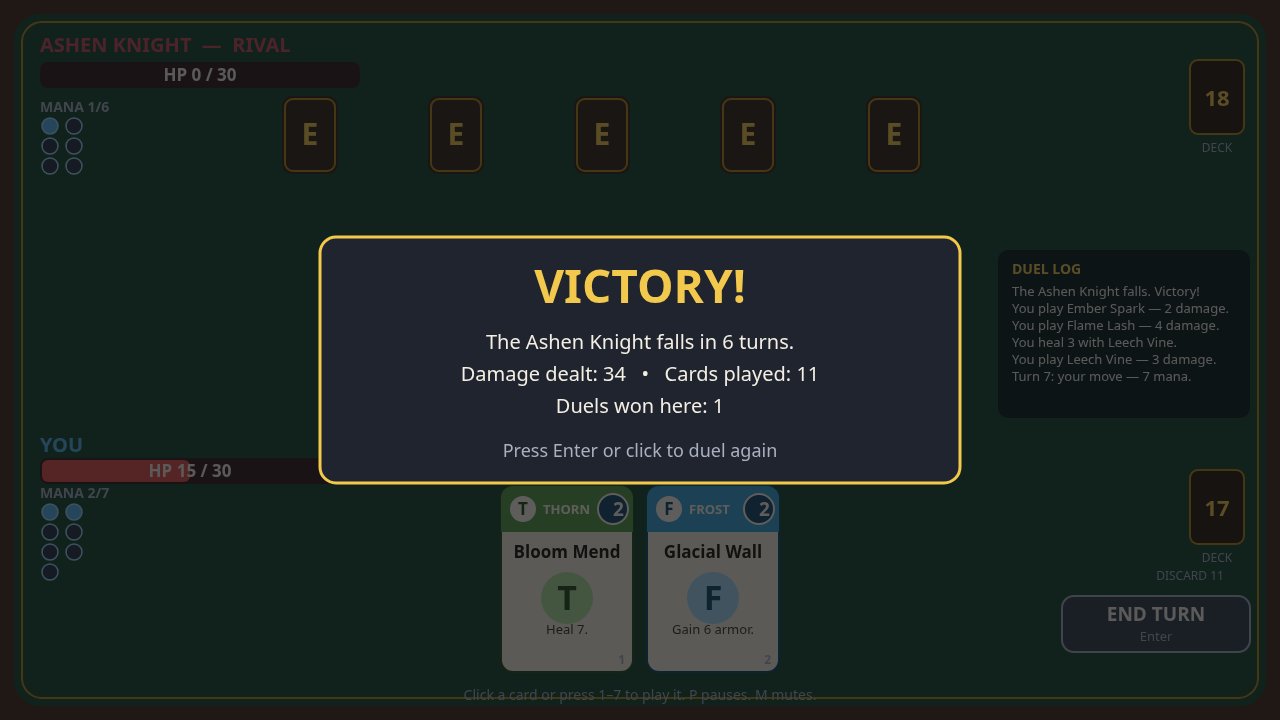 ASHEN KNIGHT — RIVAL
HP 0 / 30
MANA 1/6
E E E E E
18
DECK
VICTORY!
The Ashen Knight falls in 6 turns.
Damage dealt: 34 • Cards played: 11
Duels won here: 1
Press Enter or click to duel again
DUEL LOG
The Ashen Knight falls. Victory!
You play Ember Spark — 2 damage.
You play Flame Lash — 4 damage.
You heal 3 with Leech Vine.
You play Leech Vine — 3 damage.
Turn 7: your move — 7 mana.
YOU
HP 15 / 30
MANA 2/7
T THORN 2
Bloom Mend
T
Heal 7.
1
F FROST 2
Glacial Wall
F
Gain 6 armor.
2
17
DECK
DISCARD 11
END TURN
Enter
Click a card or press 1–7 to play it. P pauses. M mutes.